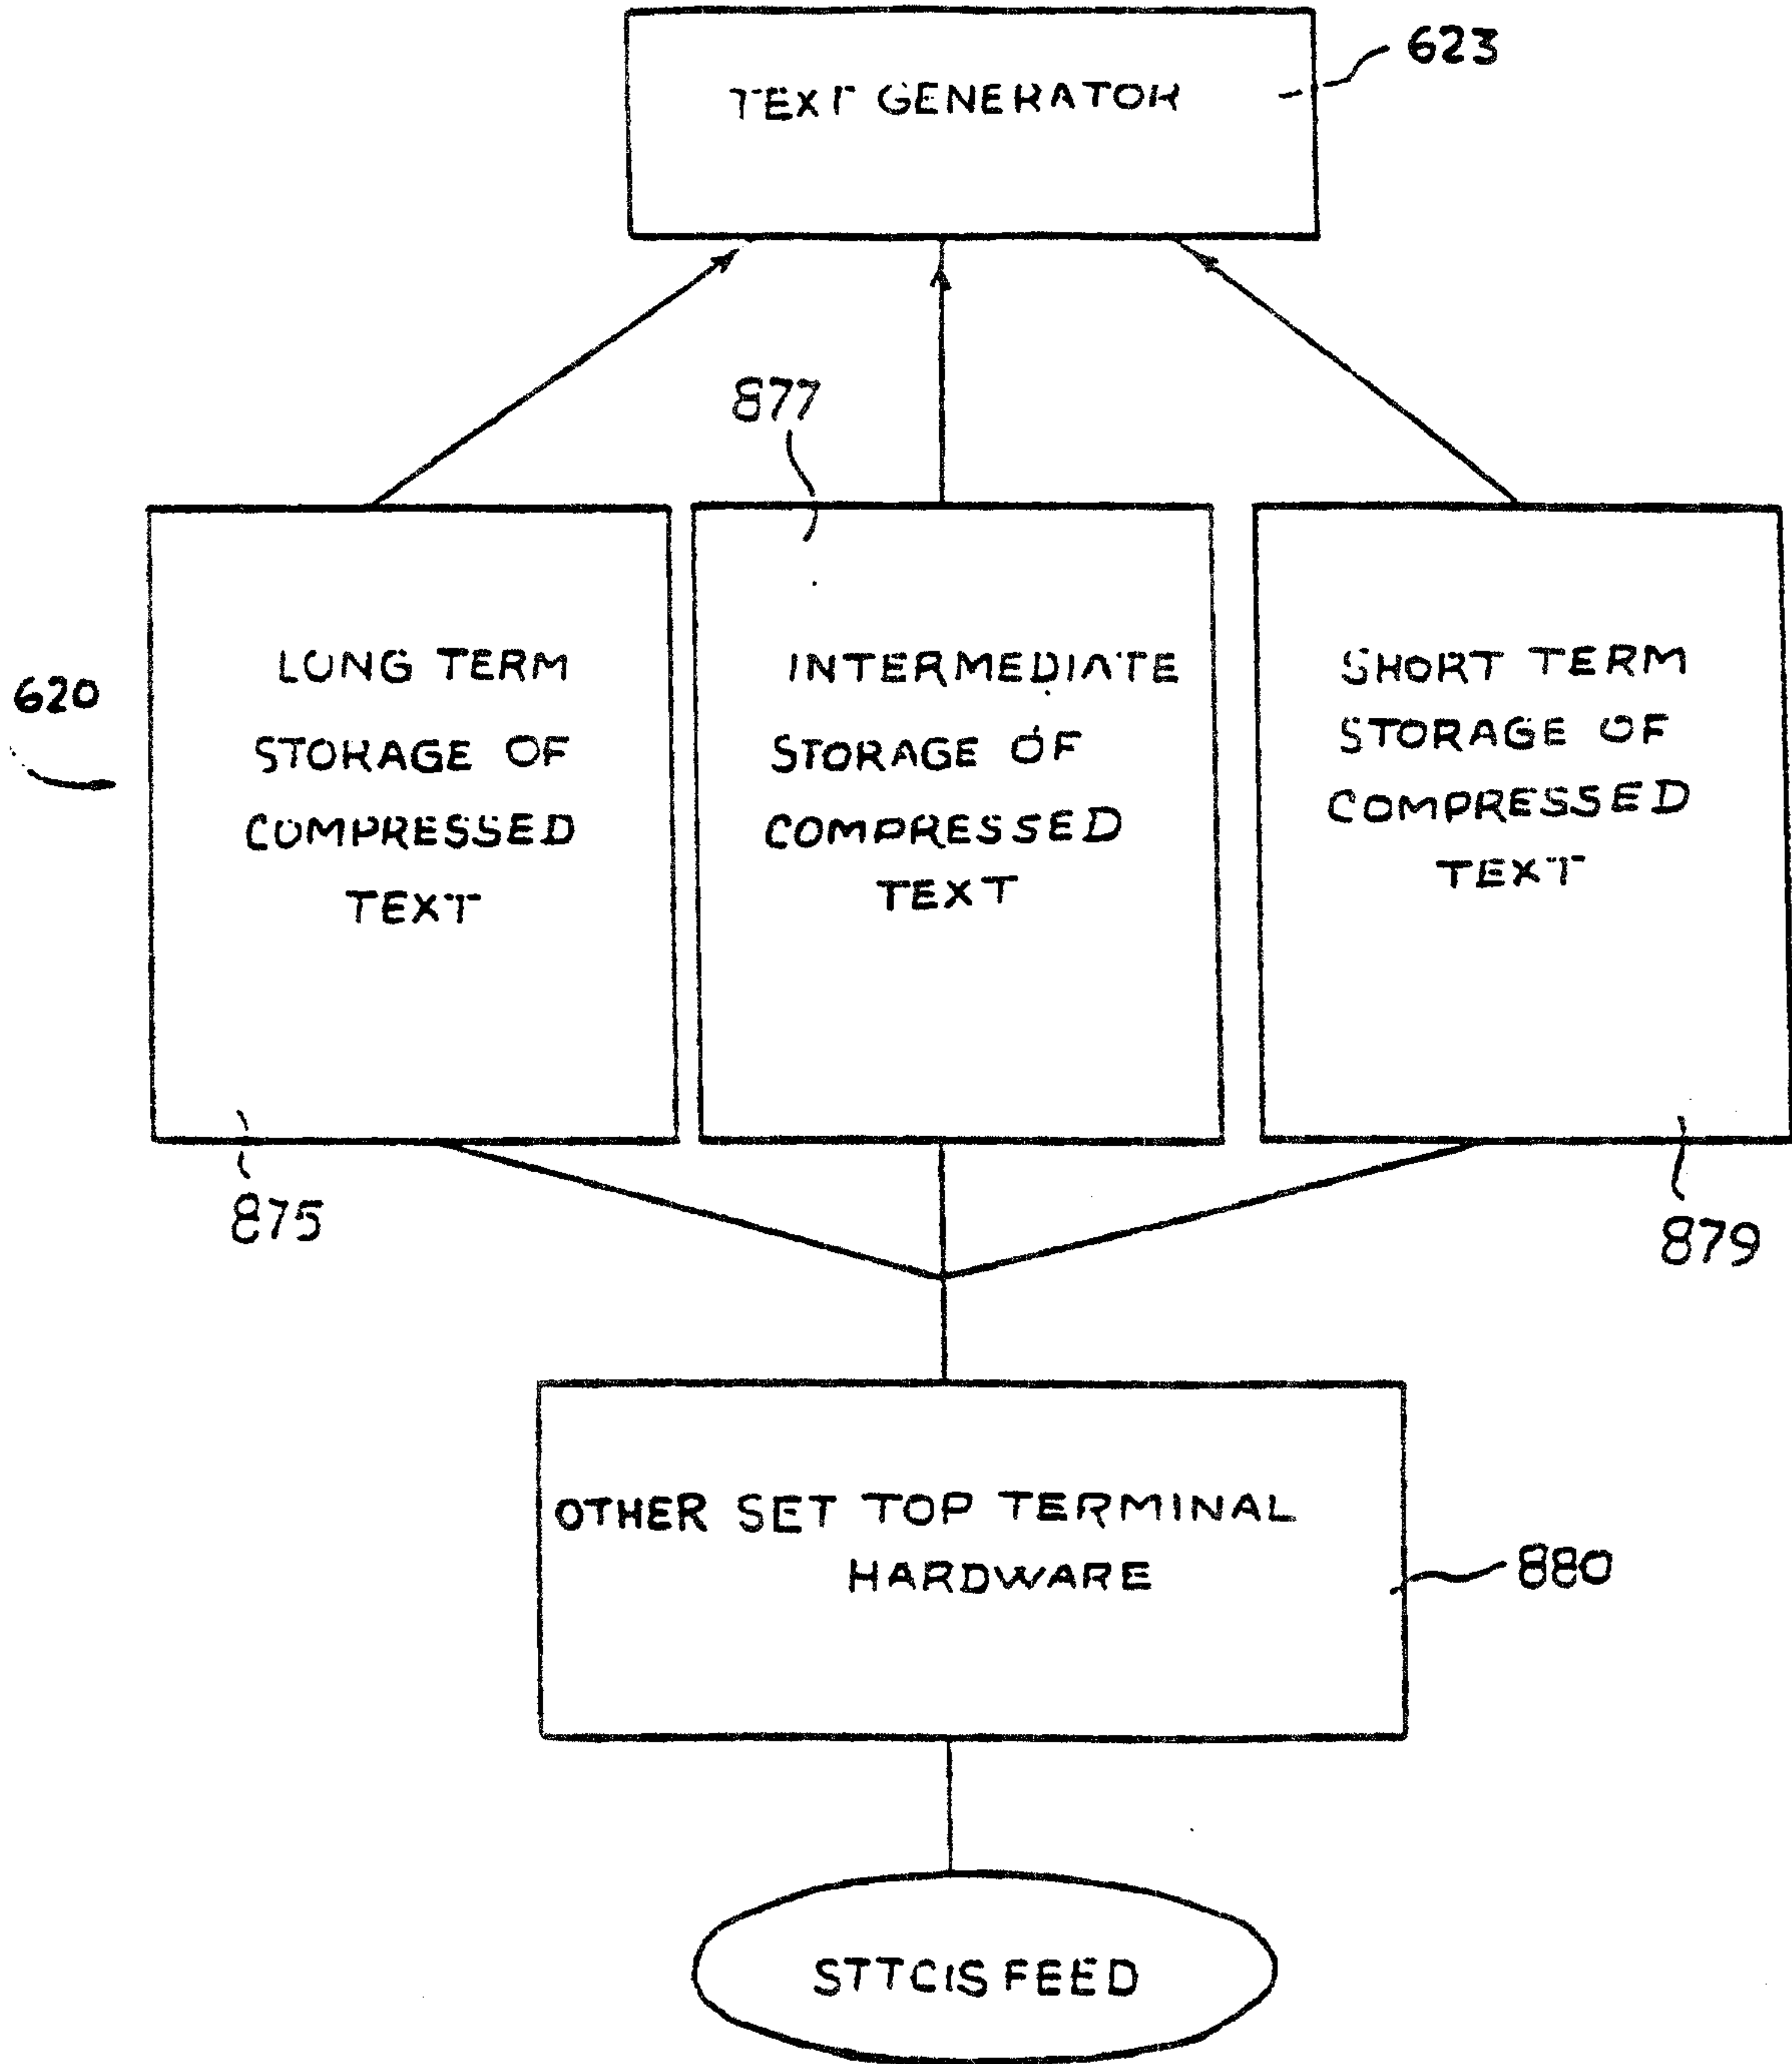 623
TEXT GENERATOR
877
LONG TERM
STORAGE OF
COMPRESSED
TEXT
INTERMEDIATE
STORAGE OF
COMPRESSED
TEXT
SHORT TERM
STORAGE OF
COMPRESSED
TEXT
620
875
879
OTHER SET TOP TERMINAL
HARDWARE
880
STTCIS FEED